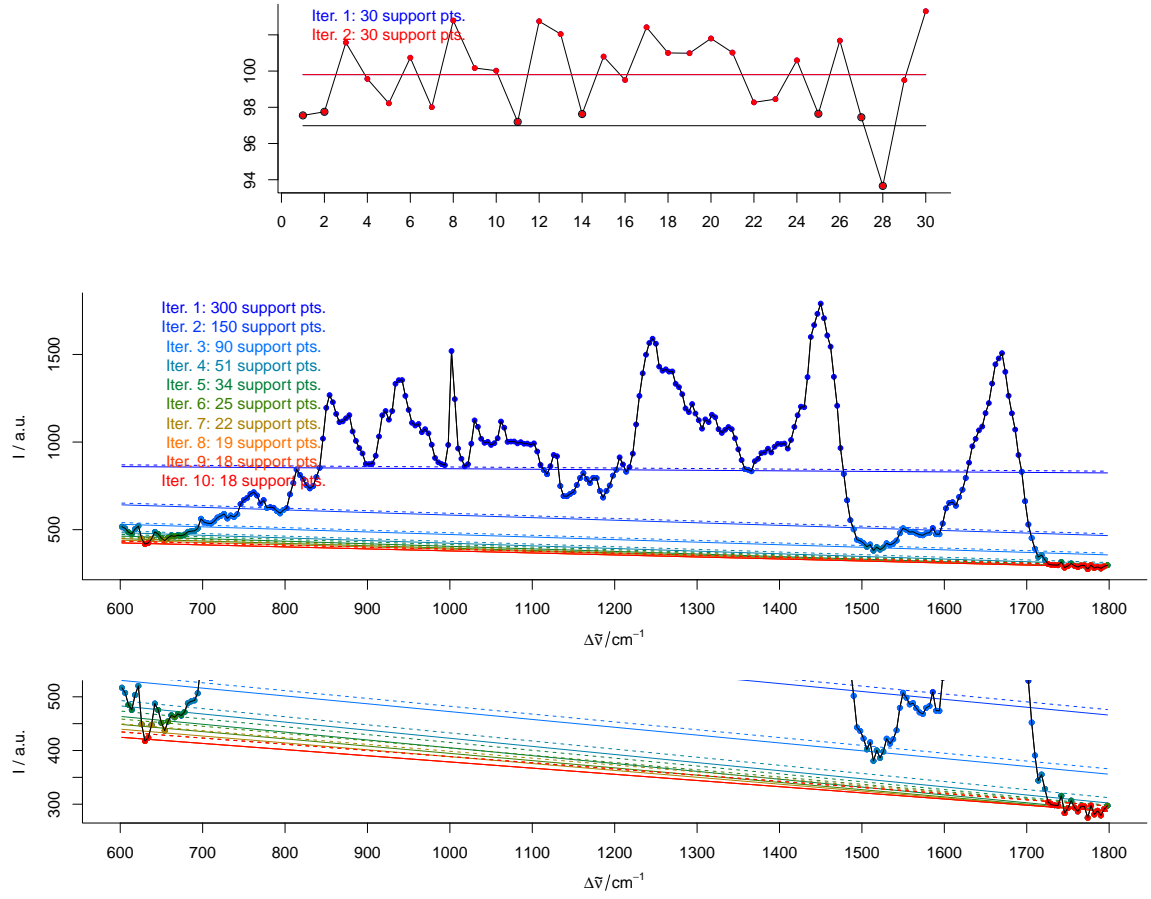 Iter. 1: 30 support pts.
Iter. 2: 30 support pts.
100
98
96
94
0 2 4 6 8 10 12 14 16 18 20 22 24 26 28 30
Iter. 1: 300 support pts.
Iter. 2: 150 support pts.
Iter. 3: 90 support pts.
Iter. 4: 51 support pts.
Iter. 5: 34 support pts.
Iter. 6: 25 support pts.
Iter. 7: 22 support pts.
Iter. 8: 19 support pts.
Iter. 9: 18 support pts.
Iter. 10: 18 support pts.
I / a.u.
1500
1000
500
600 700 800 900 1000 1100 1200 1300 1400 1500 1600 1700 1800
Δν̃/cm⁻¹
I / a.u.
500
400
300
600 700 800 900 1000 1100 1200 1300 1400 1500 1600 1700 1800
Δν̃/cm⁻¹